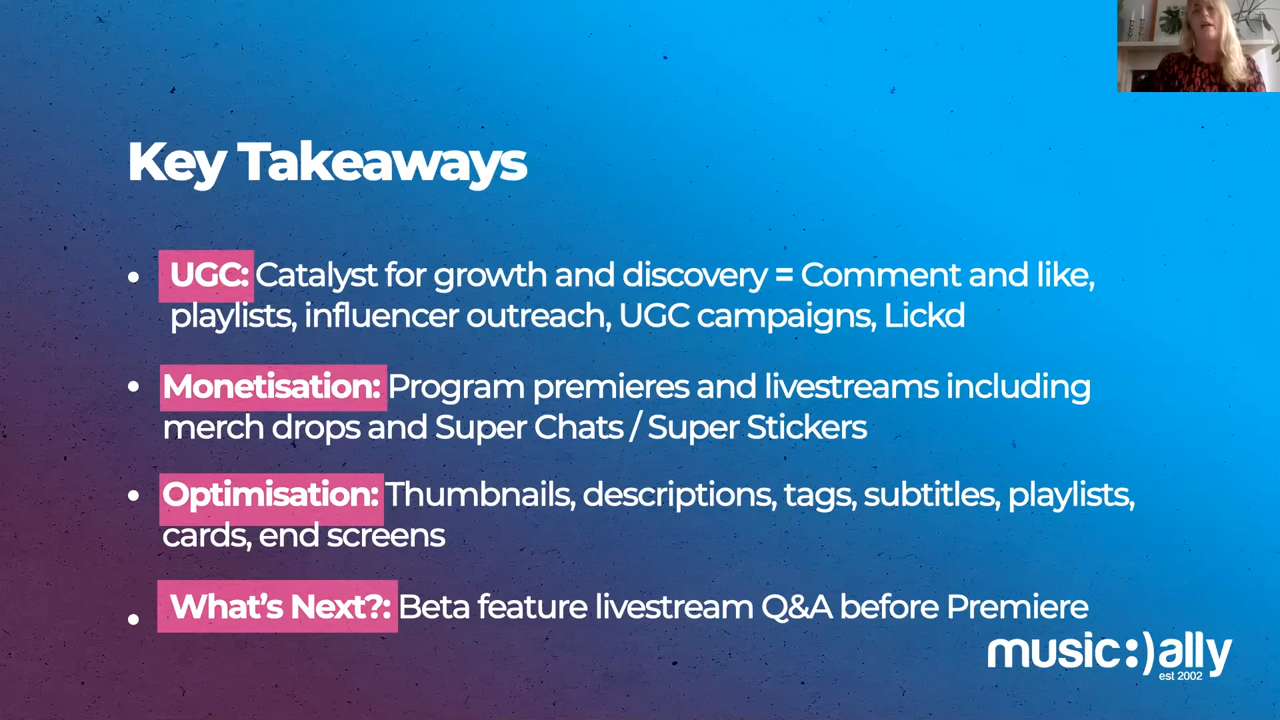 Key Takeaways
• UGC: Catalyst for growth and discovery = Comment and like,
playlists, influencer outreach, UGC campaigns, Lickd
• Monetisation: Program premieres and livestreams including
merch drops and Super Chats / Super Stickers
• Optimisation: Thumbnails, descriptions, tags, subtitles, playlists,
cards, end screens
• What's Next?: Beta feature livestream Q&A before Premiere
music:)ally
est 2002